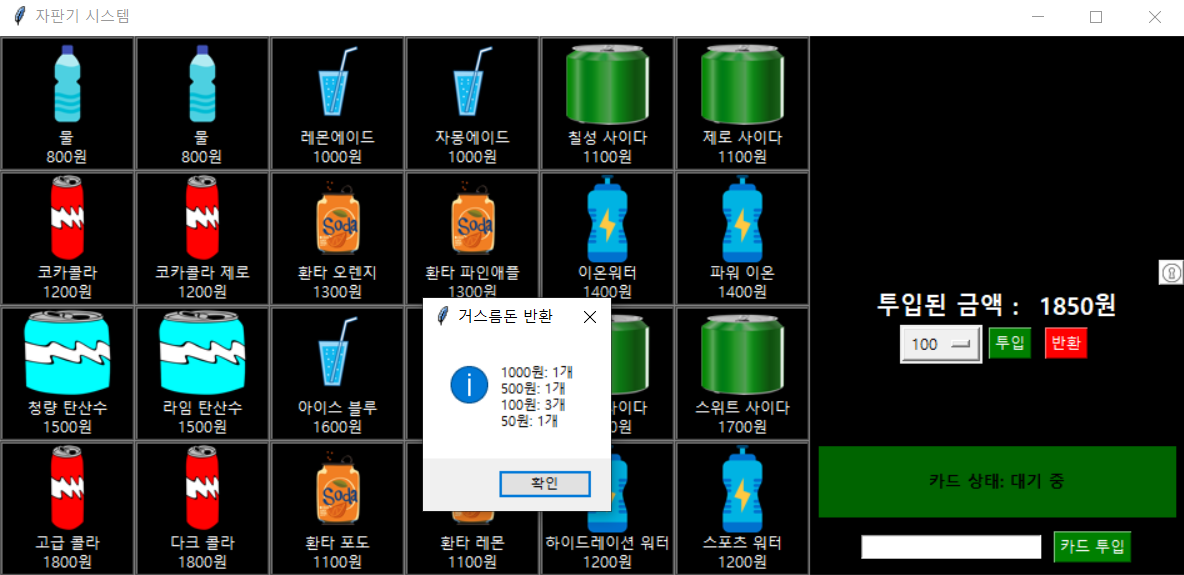 자판기 시스템
물
800원
물
800원
레몬에이드
1000원
자몽에이드
1000원
칠성 사이다
1100원
제로 사이다
1100원
코카콜라
1200원
코카콜라 제로
1200원
환타 오렌지
1300원
환타 파인애플
1300원
이온워터
1400원
파워 이온
1400원
투입된 금액 : 1850원
100
투입
반환
거스름돈 반환
1000원: 1개
500원: 1개
100원: 3개
50원: 1개
확인
청량 탄산수
1500원
라임 탄산수
1500원
아이스 블루
1600원
스위트 사이다
1700원
카드 상태: 대기 중
고급 콜라
1800원
다크 콜라
1800원
환타 포도
1100원
환타 레몬
1100원
하이드레이션 워터
1200원
스포츠 워터
1200원
카드 투입